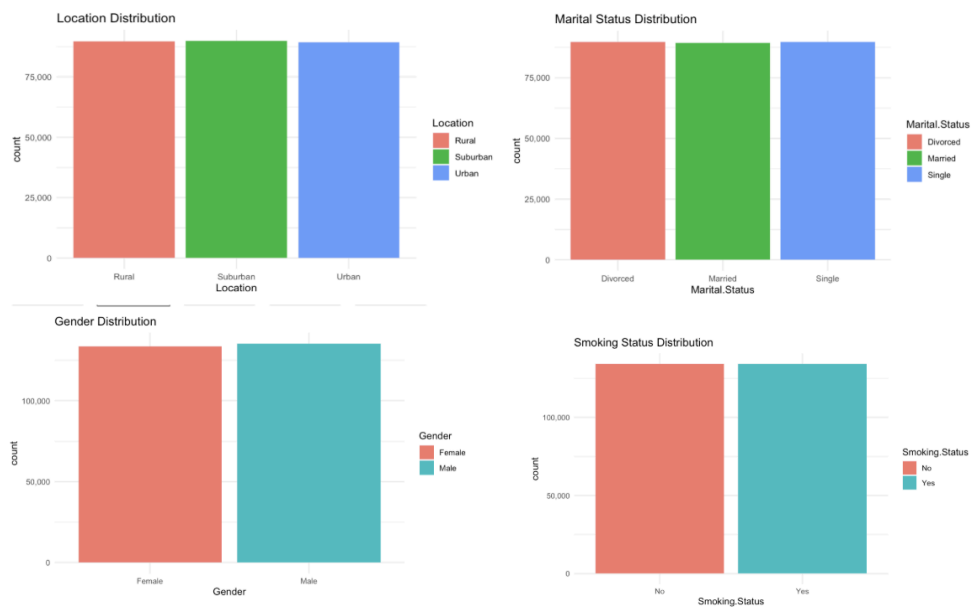 Location Distribution
75,000
50,000
25,000
0
count
Rural
Suburban
Urban
Location
Location
Rural
Suburban
Urban
Marital Status Distribution
75,000
50,000
25,000
0
count
Divorced
Married
Single
Marital.Status
Marital.Status
Divorced
Married
Single
Gender Distribution
100,000
50,000
0
count
Female
Male
Gender
Gender
Female
Male
Smoking Status Distribution
100,000
50,000
0
count
No
Yes
Smoking.Status
Smoking.Status
No
Yes